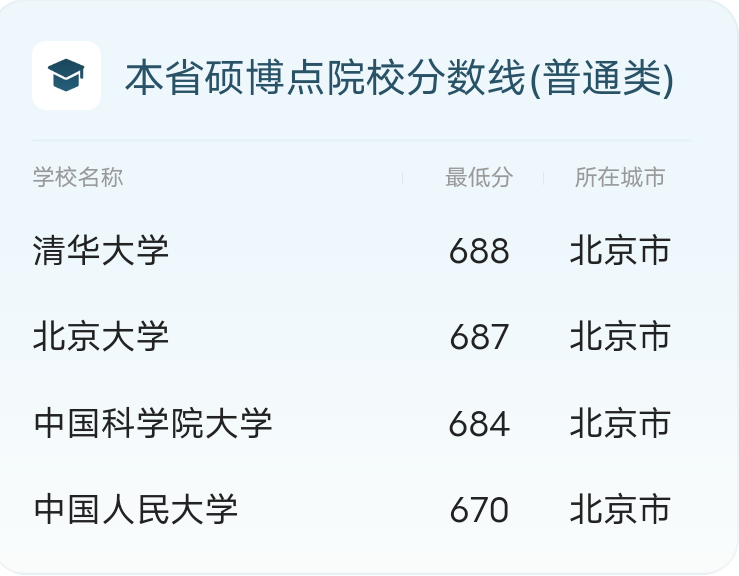 本省硕博点院校分数线(普通类)
学校名称 最低分 所在城市
清华大学 688 北京市
北京大学 687 北京市
中国科学院大学 684 北京市
中国人民大学 670 北京市